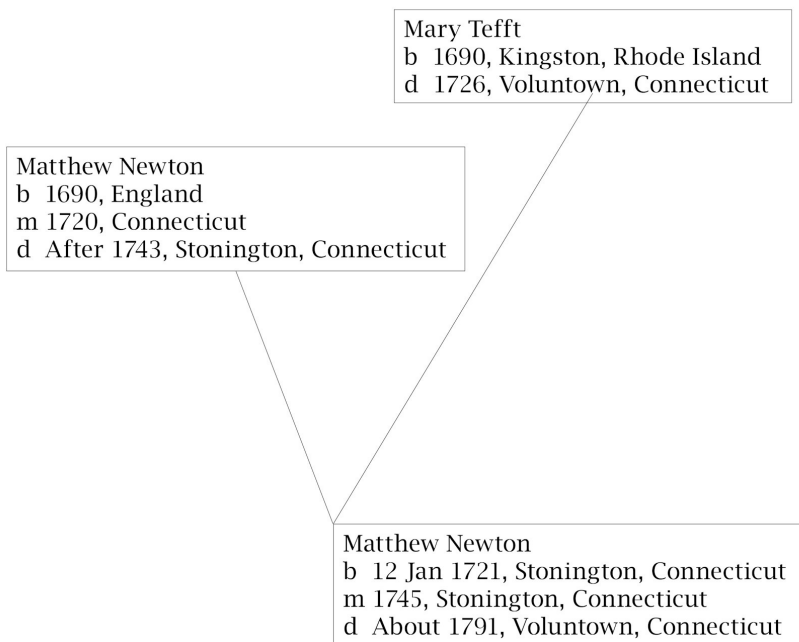 Mary Tefft
b 1690, Kingston, Rhode Island
d 1726, Voluntown, Connecticut
Matthew Newton
b 1690, England
m 1720, Connecticut
d After 1743, Stonington, Connecticut
Matthew Newton
b 12 Jan 1721, Stonington, Connecticut
m 1745, Stonington, Connecticut
d About 1791, Voluntown, Connecticut